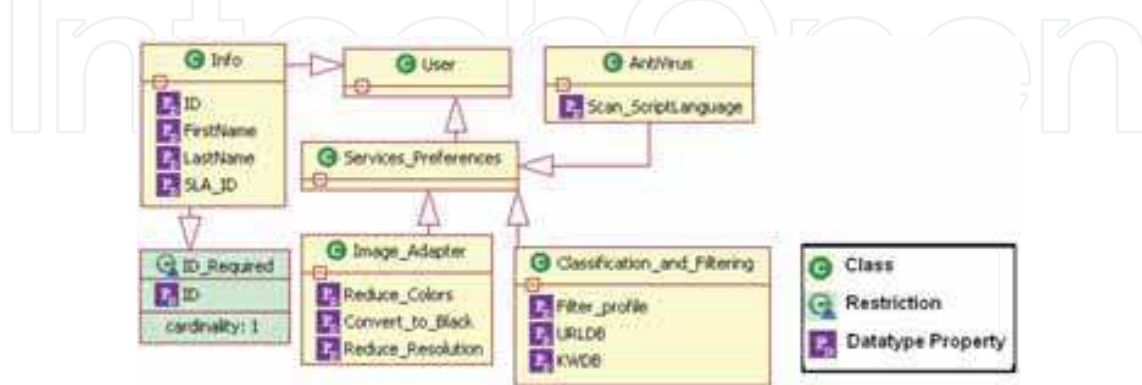 IntechOpen
Info
ID
FirstName
LastName
SLA_ID
User
AntiVirus
Scan_ScriptLanguage
Services_Preferences
ID_Required
ID
cardinality: 1
Image_Adapter
Reduce_Colors
Convert_to_Black
Reduce_Resolution
Classification_and_Filtering
Filter_profile
URLDB
KWDB
Class
Restriction
Datatype Property